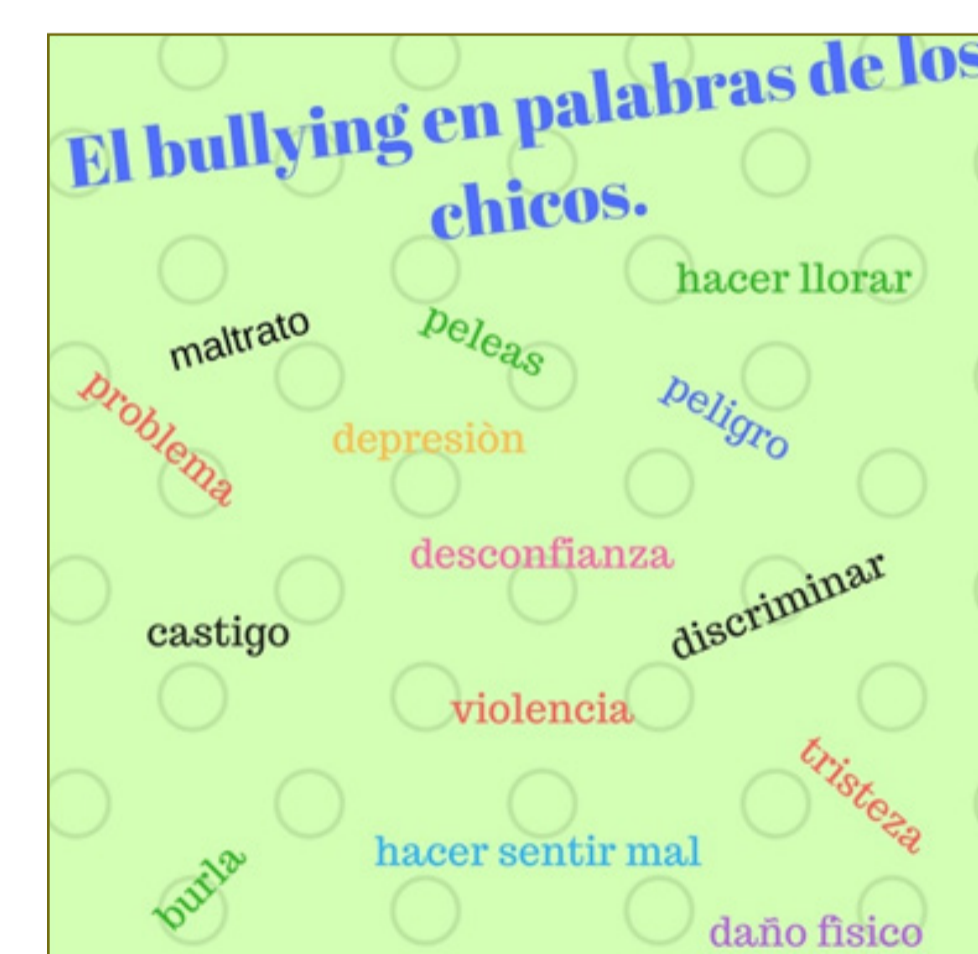 El bullying en palabras de los
chicos.
hacer llorar
maltrato
peleas
problema
peligro
depresiòn
desconfianza
discriminar
castigo
violencia
tristeza
hacer sentir mal
burla
daño fìsico